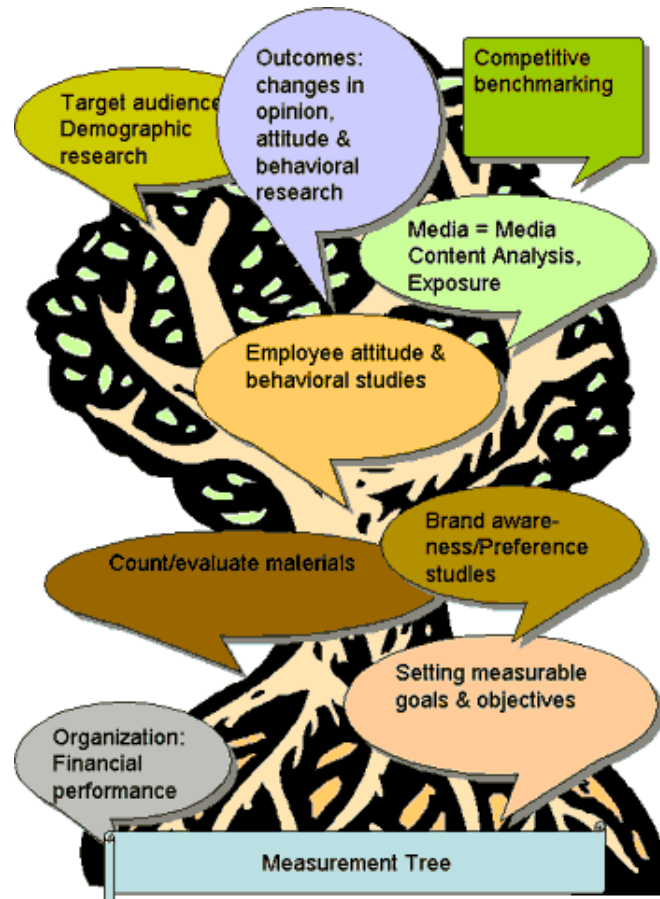 Outcomes:
changes in
opinion,
attitude &
behavioral
research
Competitive
benchmarking
Target audience
Demographic
research
Media = Media
Content Analysis,
Exposure
Employee attitude &
behavioral studies
Brand aware-
ness/Preference
studies
Count/evaluate materials
Setting measurable
goals & objectives
Organization:
Financial
performance
Measurement Tree